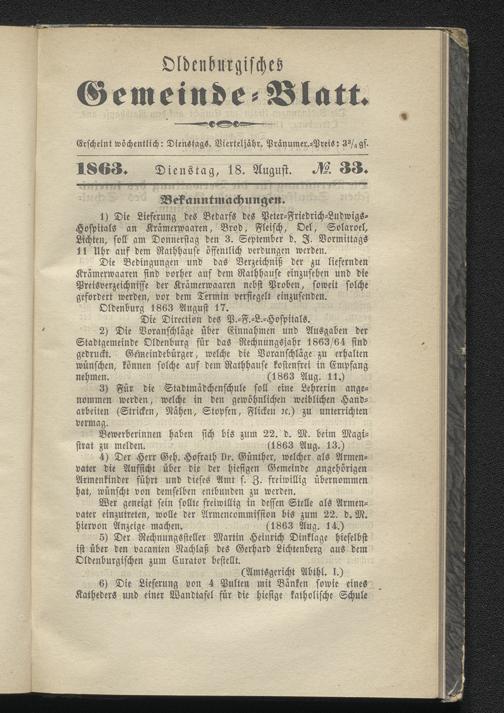 Oldenburgisches
Gemeinde-Blatt.
Erscheint wöchentlich: Dienstags. Vierteljähr. Pränumer.-Preis: 3¾ gſ.
1863. Dienstag, 18. August. № 33.
Bekanntmachungen.
1) Die Lieferung des Bedarfs des Peter-Friedrich-Ludwigs-
Hospitals an Krämerwaaren, Brod, Fleisch, Oel, Solaroel,
Lichten, soll am Donnerstag den 3. September d. J. Vormittags
11 Uhr auf dem Rathhause öffentlich verdungen werden.
Die Bedingungen und das Verzeichniß der zu liefernden
Krämerwaaren sind vorher auf dem Rathhause einzusehen und die
Preisverzeichnisse der Krämerwaaren nebst Proben, soweit solche
gefordert werden, vor dem Termin versiegelt einzusenden.
Oldenburg 1863 August 17.
Die Direction des P.-F.-L.-Hospitals.
2) Die Voranschläge über Einnahmen und Ausgaben der
Stadtgemeinde Oldenburg für das Rechnungsjahr 1863/64 sind
gedruckt. Gemeindebürger, welche die Voranschläge zu erhalten
wünschen, können solche auf dem Rathhause kostenfrei in Empfang
nehmen. (1863 Aug. 11.)
3) Für die Stadtmädchenschule soll eine Lehrerin ange-
nommen werden, welche in den gewöhnlichen weiblichen Hand-
arbeiten (Stricken, Nähen, Stopfen, Flicken ꝛc.) zu unterrichten
vermag.
Bewerberinnen haben sich bis zum 22. d. M. beim Magi-
strat zu melden. (1863 Aug. 13.)
4) Der Herr Geh. Hofrath Dr. Günther, welcher als Armen-
vater die Aufsicht über die der hiesigen Gemeinde angehörigen
Armenkinder führt und dieses Amt s. Z. freiwillig übernommen
hat, wünscht von demselben entbunden zu werden.
Wer geneigt sein sollte freiwillig in dessen Stelle als Armen-
vater einzutreten, wolle der Armencommission bis zum 22. d. M.
hiervon Anzeige machen. (1863 Aug. 14.)
5) Der Rechnungssteller Martin Heinrich Dinklage hieselbst
ist über den vacanten Nachlaß des Gerhard Lichtenberg aus dem
Oldenburgischen zum Curator bestellt.
(Amtsgericht Abthl. I.)
6) Die Lieferung von 4 Pulten mit Bänken sowie eines
Katheders und einer Wandtafel für die hiesige katholische Schule